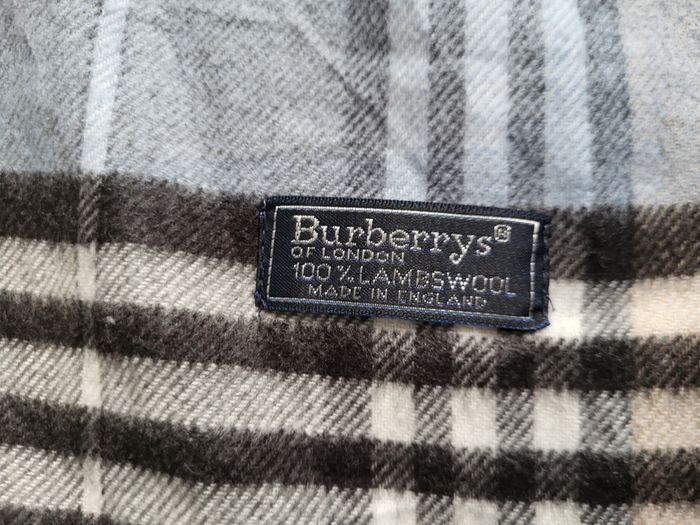 Burberrys®
OF LONDON
100% LAMBSWOOL
MADE IN ENGLAND